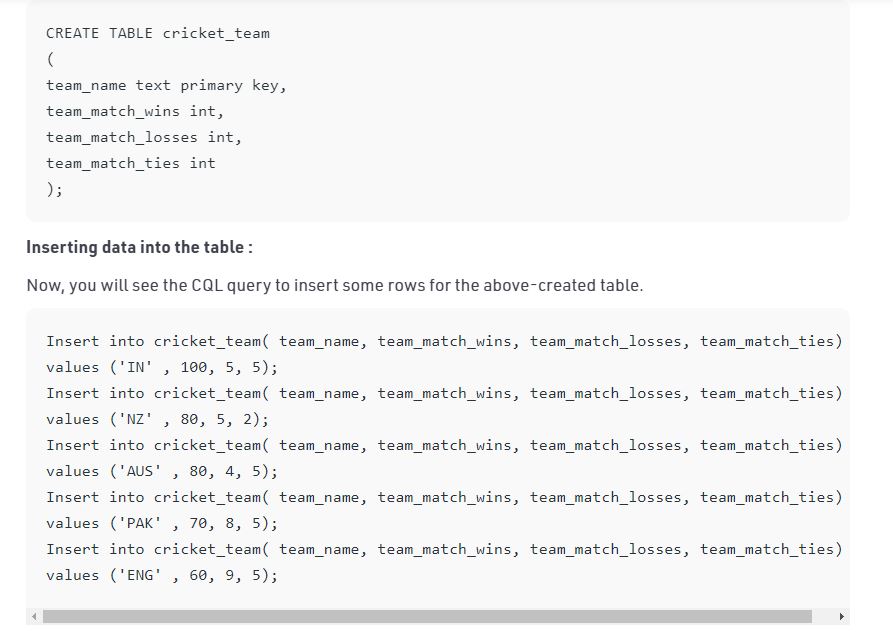 CREATE TABLE cricket_team
(
team_name text primary key,
team_match_wins int,
team_match_losses int,
team_match_ties int
);
Inserting data into the table :
Now, you will see the CQL query to insert some rows for the above-created table.
Insert into cricket_team( team_name, team_match_wins, team_match_losses, team_match_ties)
values ('IN' , 100, 5, 5);
Insert into cricket_team( team_name, team_match_wins, team_match_losses, team_match_ties)
values ('NZ' , 80, 5, 2);
Insert into cricket_team( team_name, team_match_wins, team_match_losses, team_match_ties)
values ('AUS' , 80, 4, 5);
Insert into cricket_team( team_name, team_match_wins, team_match_losses, team_match_ties)
values ('PAK' , 70, 8, 5);
Insert into cricket_team( team_name, team_match_wins, team_match_losses, team_match_ties)
values ('ENG' , 60, 9, 5);